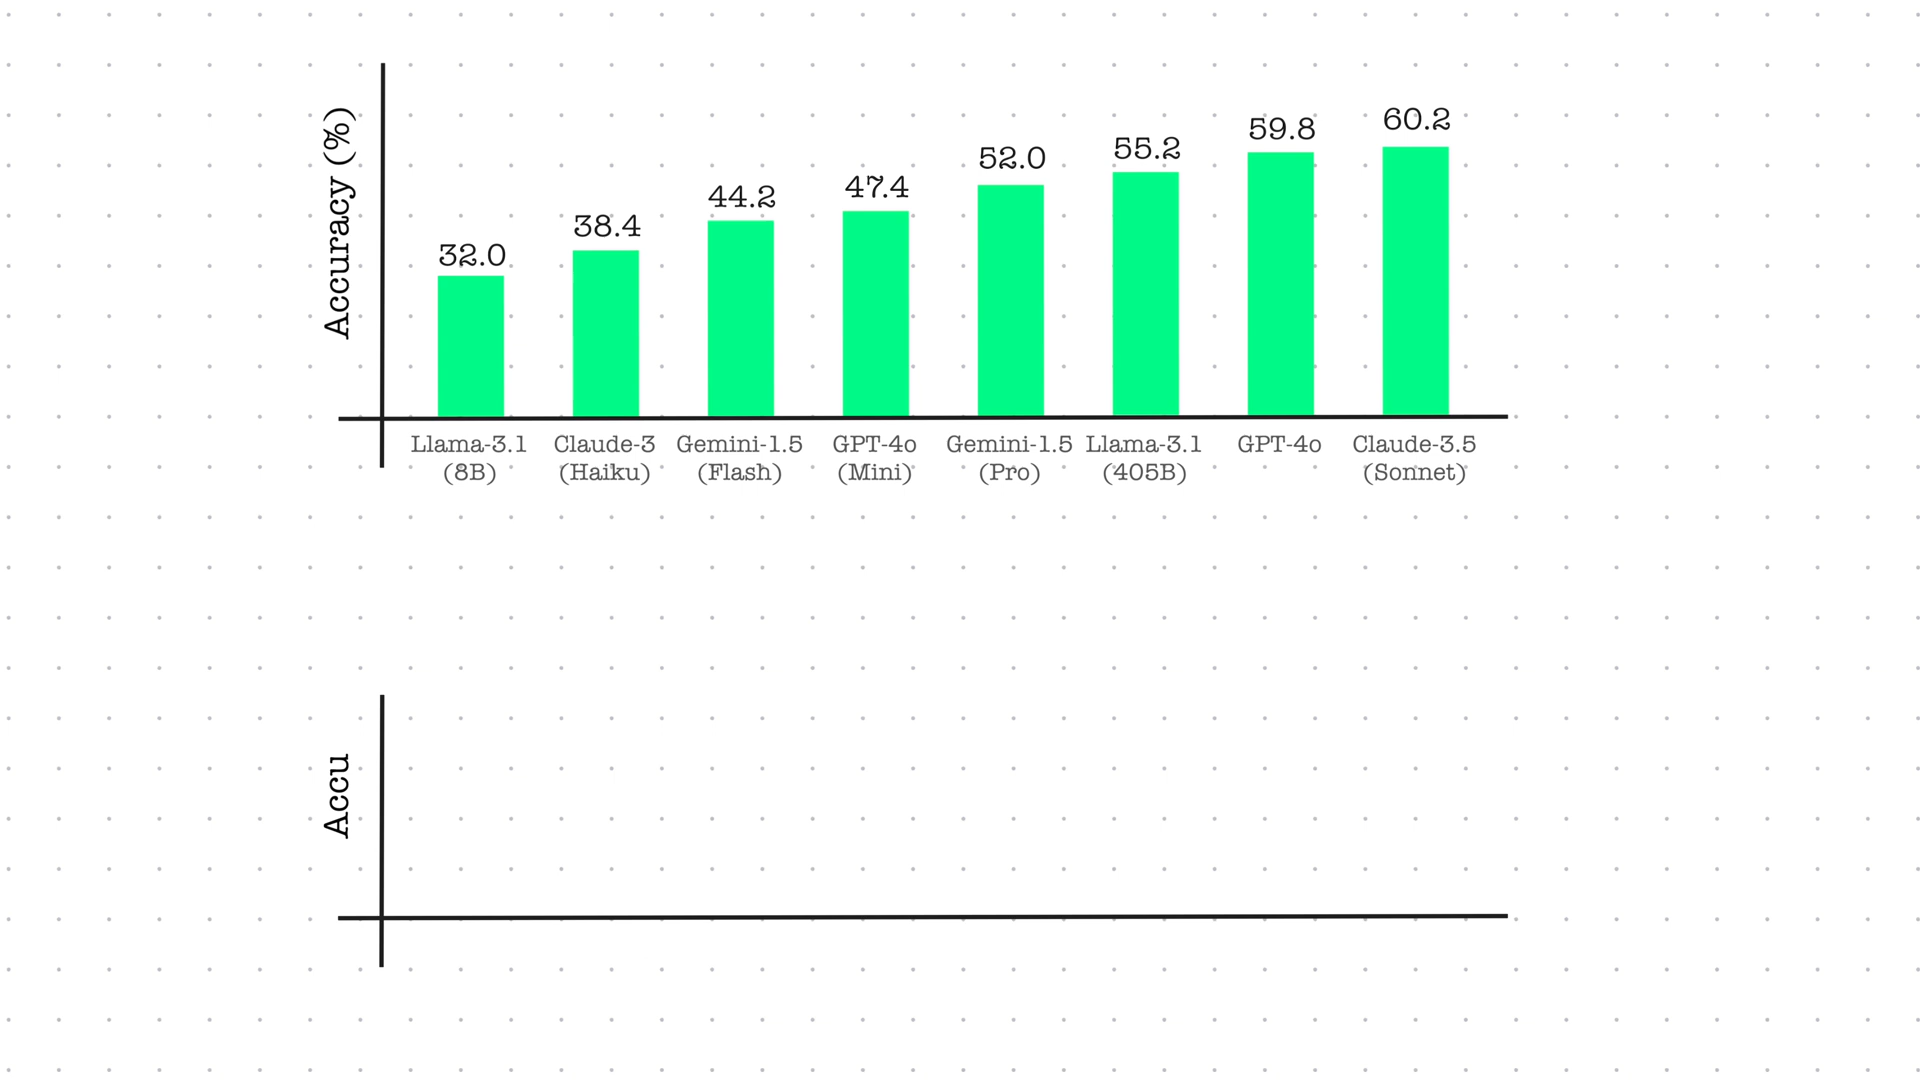 Accuracy (%)
32.0
38.4
44.2
47.4
52.0
55.2
59.8
60.2
Llama-3.1
(8B)
Claude-3
(Haiku)
Gemini-1.5
(Flash)
GPT-4o
(Mini)
Gemini-1.5
(Pro)
Llama-3.1
(405B)
GPT-4o
Claude-3.5
(Sonnet)
Accu